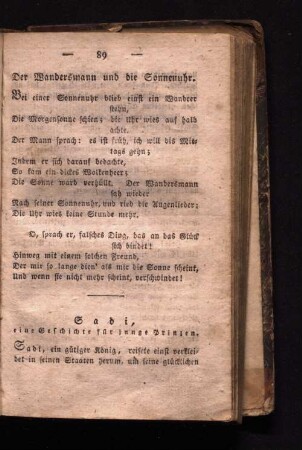 — 89 —
Der Wandersmann und die Sonnenuhr.
Bei einer Sonnenuhr blieb einst ein Wandrer
stehn,
Die Morgensonne schien; die Uhr wies auf halb
achte.
Der Mann sprach: es ist früh, ich will bis Mit-
tags gehn;
Indem er sich darauf bedachte,
So kam ein dickes Wolkenheer;
Die Sonne ward verhüllt. Der Wandersmann
sah wieder
Nach seiner Sonnenuhr, und rieb die Augenlieder;
Die Uhr wies keine Stunde mehr.
O, sprach er, falsches Ding, das an das Glück
sich bindet!
Hinweg mit einem solchen Freund,
Der mir so lange dien' als mir die Sonne scheint,
Und wenn sie nicht mehr scheint, verschwindet!
Sadi,
eine Geschichte für junge Prinzen.
Sadi, ein gütiger König, reisete einst verklei-
det in seinen Staaten herum, um seine glücklichen